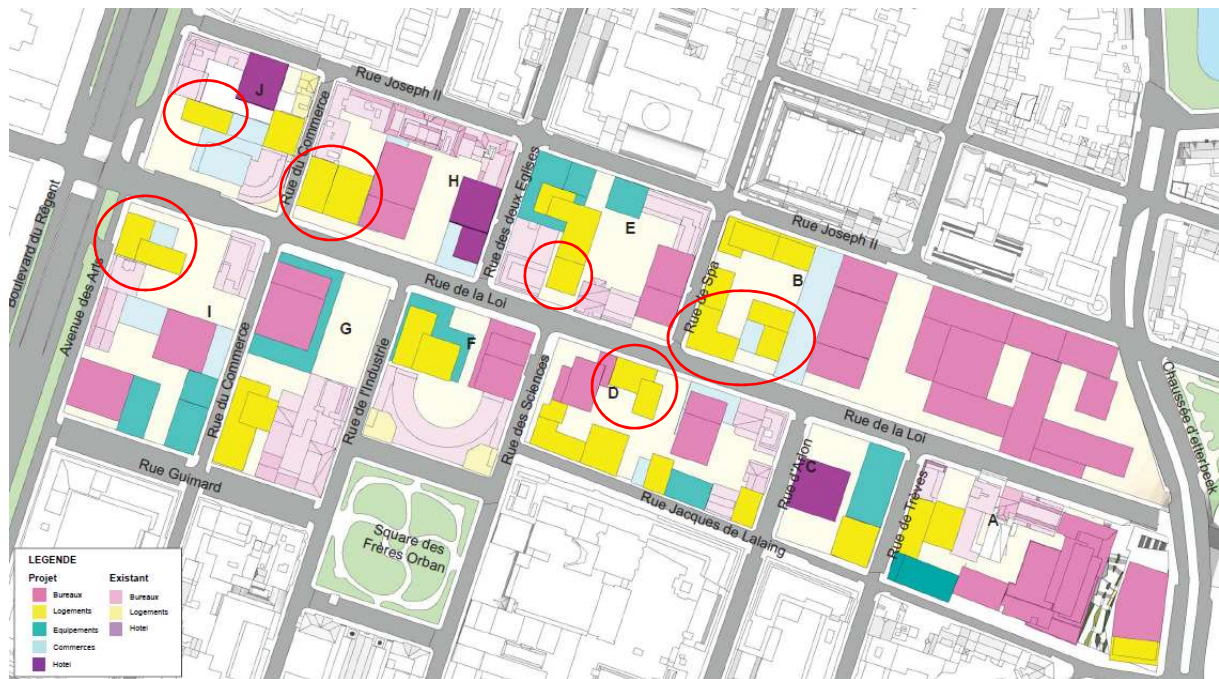 Rue Joseph II
J
Rue du Commerce
H
Rue des deux Eglises
E
Rue Joseph II
Boulevard du Régent
Rue de Spa
B
Avenue des Arts
I
Rue de la Loi
G
F
Rue du Commerce
Rue de l'Industrie
Rue des Sciences
D
Rue de la Loi
Chaussée d'etterbeck
Rue d'Arlon
C
Rue Guimard
Rue de Trèves
A
Square des
Frères Orban
Rue Jacques de Lalaing
LEGENDE
Projet Existant
Bureaux Bureaux
Logements Logements
Equipements Hotel
Commerces
Hotel